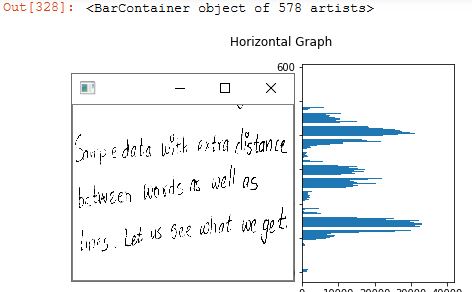 Out[328]: <BarContainer object of 578 artists>
Horizontal Graph
600
Sample data with extra distance
between words as well as
lines. Let us see what we get.
10000 20000 30000 40000